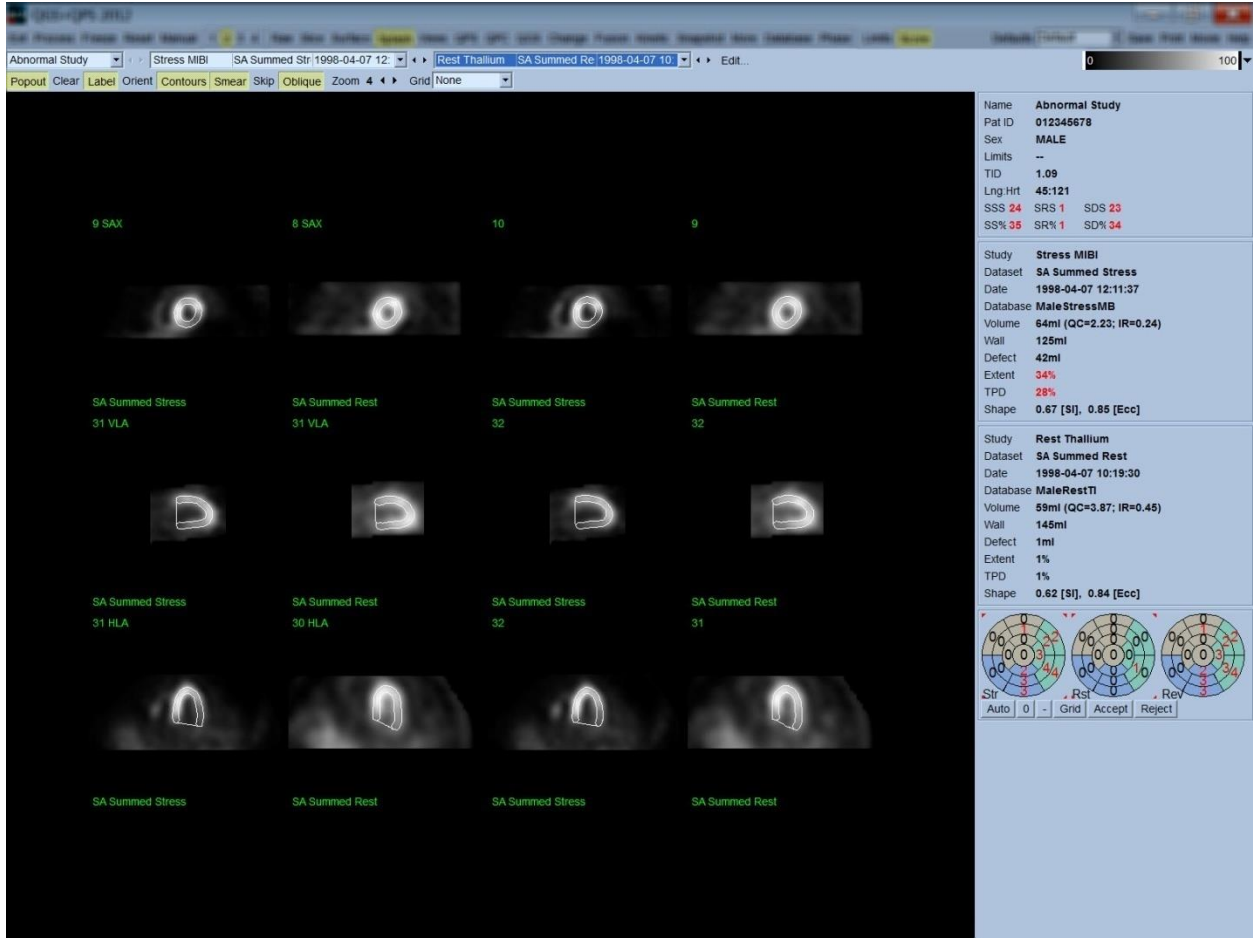 QGS+QPS 2012
Abnormal Study Stress MIBI SA Summed Str 1998-04-07 12: Rest Thallium SA Summed Re 1998-04-07 10: Edit... 0 100
Popout Clear Label Orient Contours Smear Skip Oblique Zoom 4 Grid None
9 SAX 8 SAX 10 9
SA Summed Stress SA Summed Rest SA Summed Stress SA Summed Rest
31 VLA 31 VLA 32 32
SA Summed Stress SA Summed Rest SA Summed Stress SA Summed Rest
31 HLA 30 HLA 32 31
SA Summed Stress SA Summed Rest SA Summed Stress SA Summed Rest
Name Abnormal Study
Pat ID 012345678
Sex MALE
Limits --
TID 1.09
Lng:Hrt 45:121
SSS 24 SRS 1 SDS 23
SS% 35 SR% 1 SD% 34
Study Stress MIBI
Dataset SA Summed Stress
Date 1998-04-07 12:11:37
Database MaleStressMB
Volume 64ml (QC=2.23; IR=0.24)
Wall 125ml
Defect 42ml
Extent 34%
TPD 28%
Shape 0.67 [SI], 0.85 [Ecc]
Study Rest Thallium
Dataset SA Summed Rest
Date 1998-04-07 10:19:30
Database MaleRestTl
Volume 59ml (QC=3.87; IR=0.45)
Wall 145ml
Defect 1ml
Extent 1%
TPD 1%
Shape 0.62 [SI], 0.84 [Ecc]
Str Rst Rev
Auto 0 - Grid Accept Reject